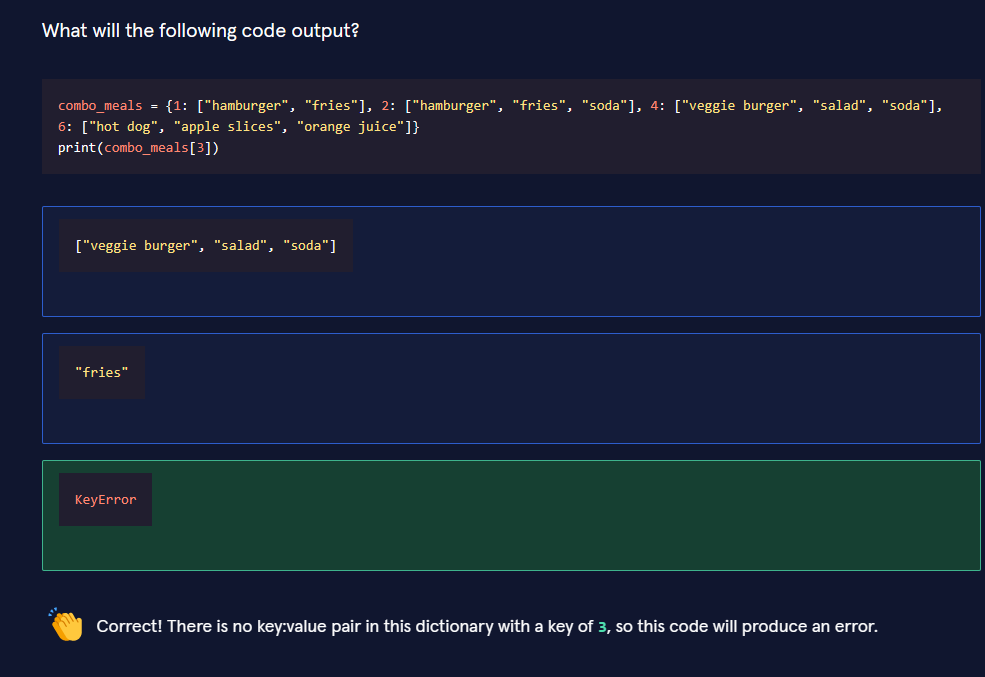 What will the following code output?
combo_meals = {1: ["hamburger", "fries"], 2: ["hamburger", "fries", "soda"], 4: ["veggie burger", "salad", "soda"],
6: ["hot dog", "apple slices", "orange juice"]}
print(combo_meals[3])
["veggie burger", "salad", "soda"]
"fries"
KeyError
Correct! There is no key:value pair in this dictionary with a key of 3, so this code will produce an error.